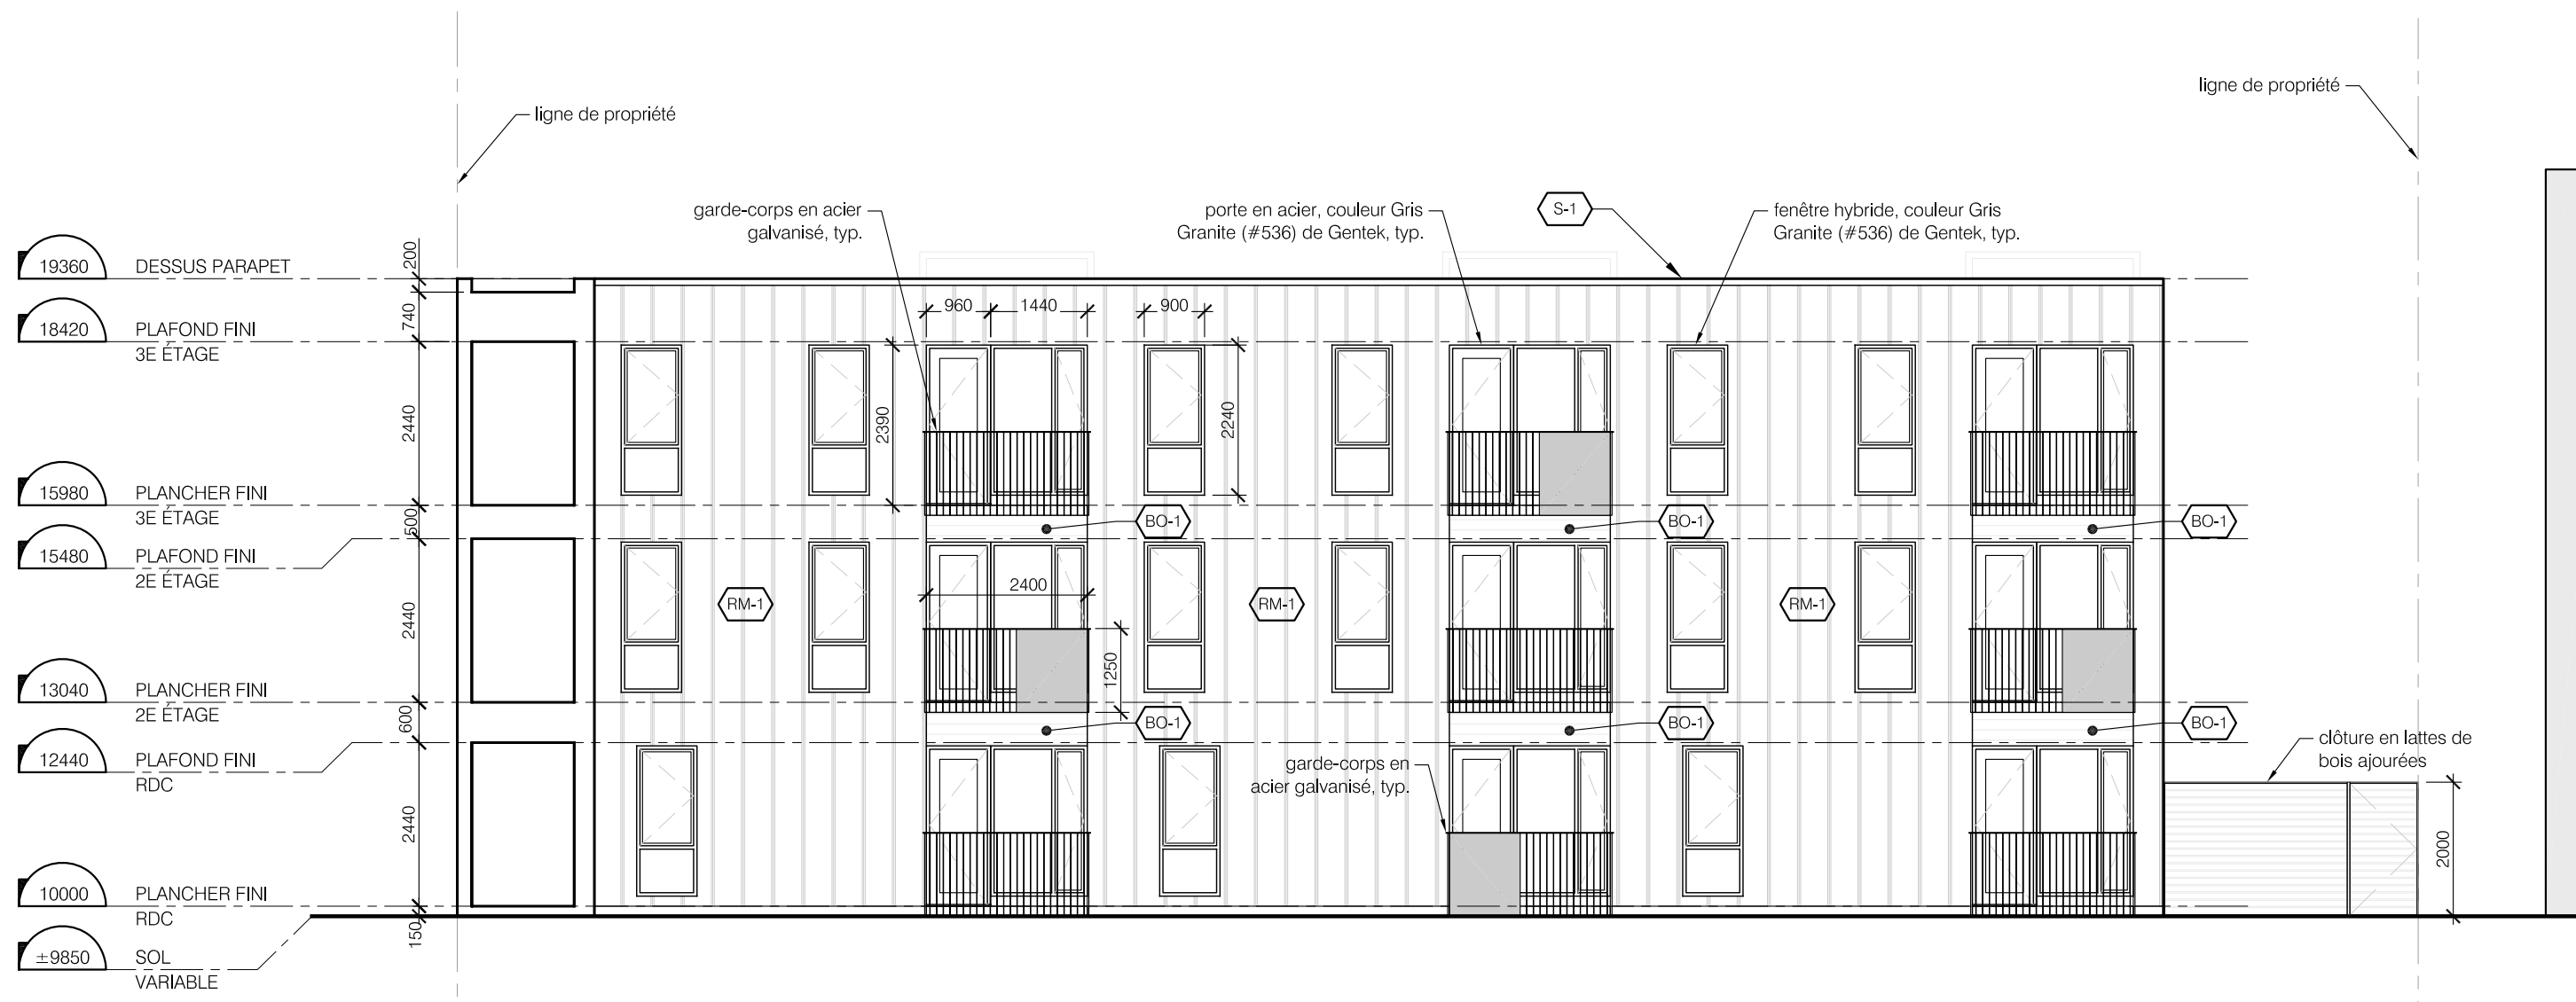 ligne de propriété
ligne de propriété
garde-corps en acier
galvanisé, typ.
porte en acier, couleur Gris
Granite (#536) de Gentek, typ.
S-1
fenêtre hybride, couleur Gris
Granite (#536) de Gentek, typ.
19360 DESSUS PARAPET
200
740
18420 PLAFOND FINI
3E ÉTAGE
960
1440
900
2440
2390
2240
15980 PLANCHER FINI
3E ÉTAGE
500
BO-1
BO-1
BO-1
15480 PLAFOND FINI
2E ÉTAGE
2440
RM-1
2400
RM-1
RM-1
1250
13040 PLANCHER FINI
2E ÉTAGE
600
BO-1
BO-1
BO-1
12440 PLAFOND FINI
RDC
garde-corps en
acier galvanisé, typ.
clôture en lattes de
bois ajourées
2440
2000
10000 PLANCHER FINI
RDC
150
±9850 SOL
VARIABLE